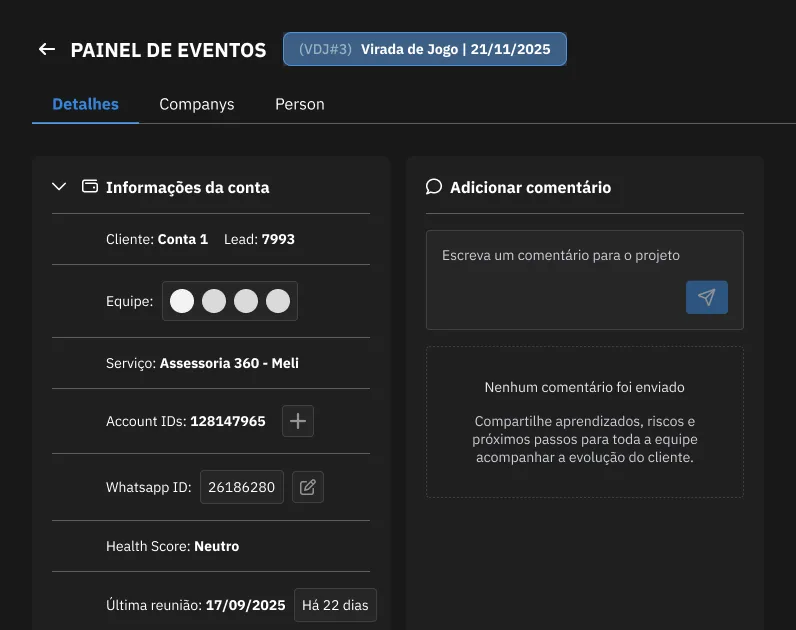 PAINEL DE EVENTOS
(VDJ#3) Virada de Jogo | 21/11/2025
Detalhes Companys Person
Informações da conta
Cliente: Conta 1 Lead: 7993
Equipe:
Serviço: Assessoria 360 - Meli
Account IDs: 128147965
Whatsapp ID: 26186280
Health Score: Neutro
Última reunião: 17/09/2025 Há 22 dias
Adicionar comentário
Escreva um comentário para o projeto
Nenhum comentário foi enviado
Compartilhe aprendizados, riscos e
próximos passos para toda a equipe
acompanhar a evolução do cliente.